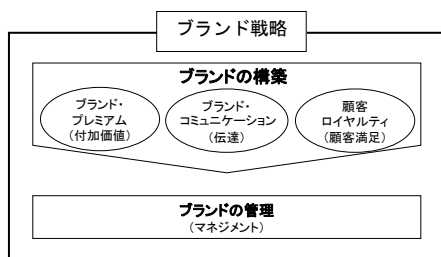 ブランド戦略
ブランドの構築
ブランド・
プレミアム
(付加価値)
ブランド・
コミュニケーション
(伝達)
顧客
ロイヤルティ
(顧客満足)
ブランドの管理
(マネジメント)